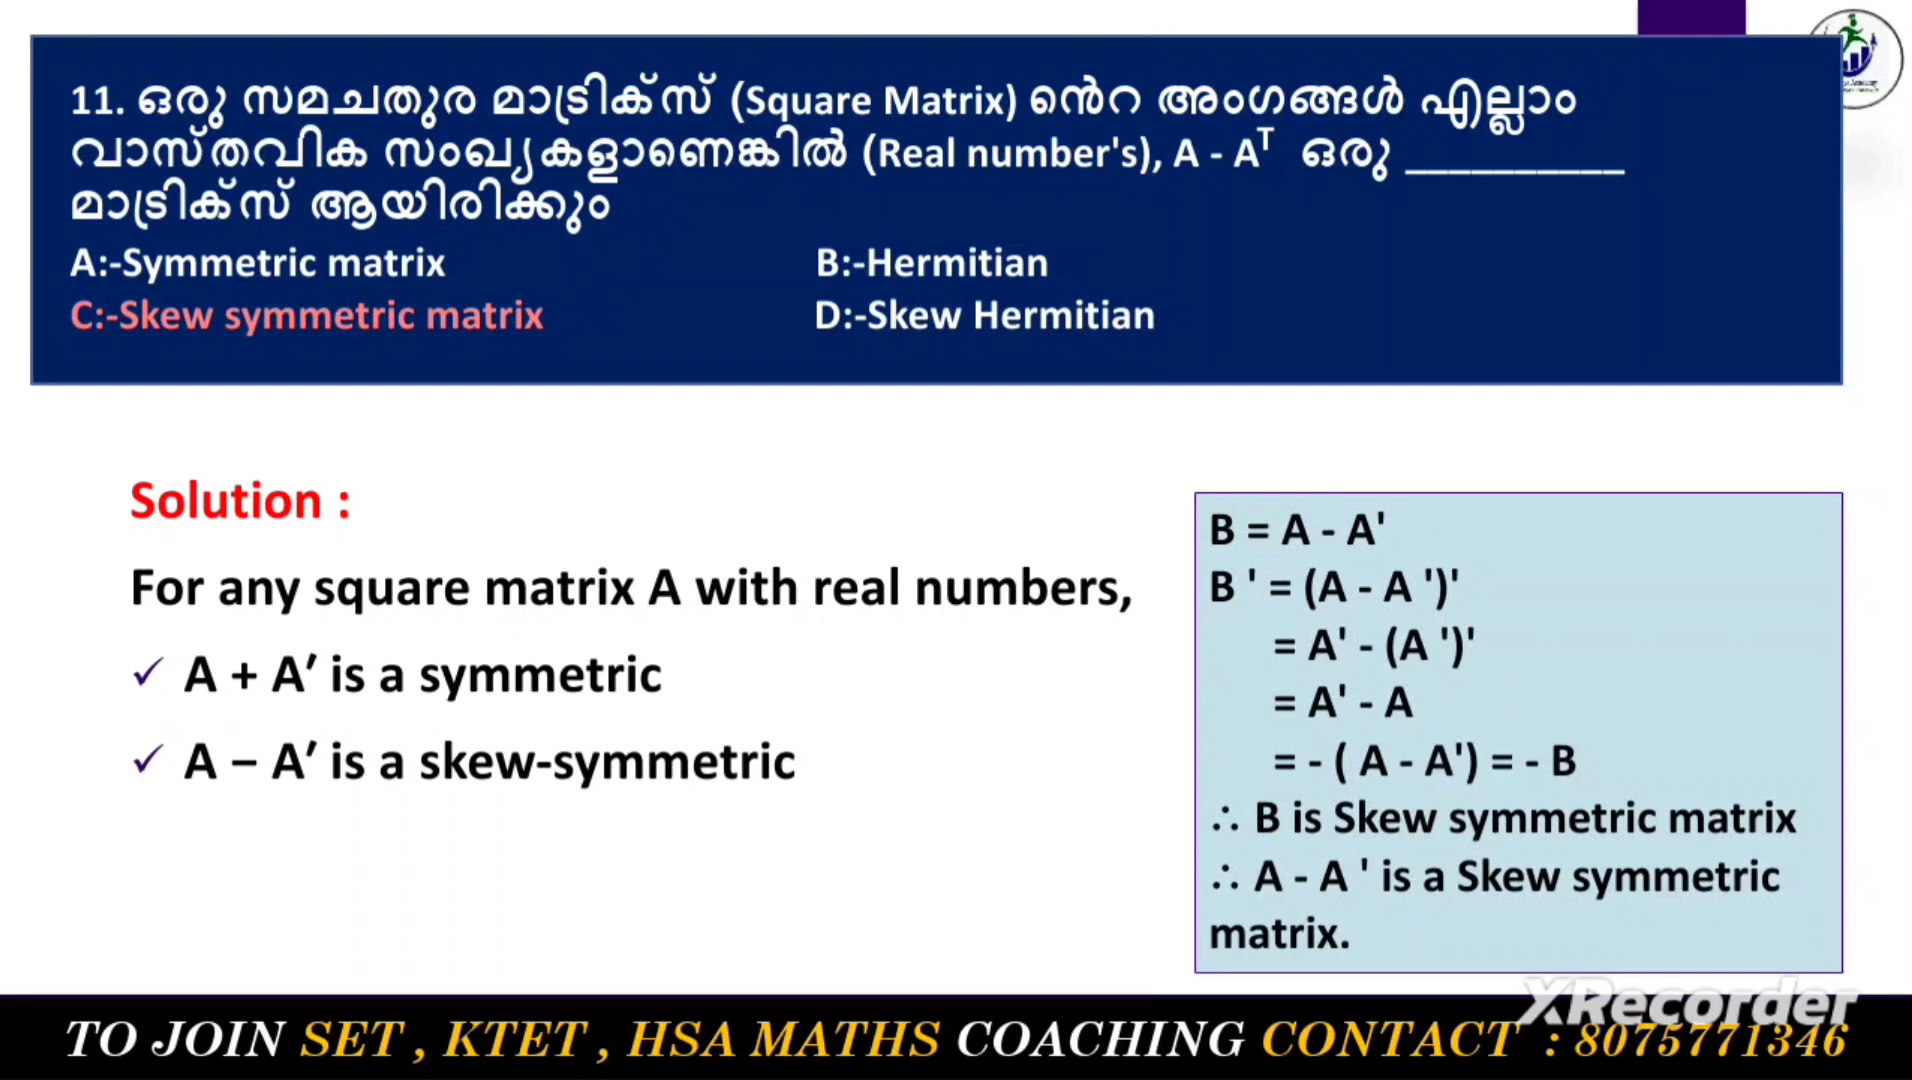 11. ഒരു സമചതുര മാട്രിക്സ് (Square Matrix) ൻെറ അംഗങ്ങൾ എല്ലാം
വാസ്തവിക സംഖ്യകളാണെങ്കിൽ (Real number's), A - Aᵀ ഒരു __________
മാട്രിക്സ് ആയിരിക്കും
A:-Symmetric matrix B:-Hermitian
C:-Skew symmetric matrix D:-Skew Hermitian
Solution :
For any square matrix A with real numbers,
✓ A + A′ is a symmetric
✓ A – A′ is a skew-symmetric
B = A - A'
B ' = (A - A ')'
= A' - (A ')'
= A' - A
= - ( A - A') = - B
∴ B is Skew symmetric matrix
∴ A - A ' is a Skew symmetric
matrix.
XRecorder
TO JOIN SET , KTET , HSA MATHS COACHING CONTACT : 8075771346